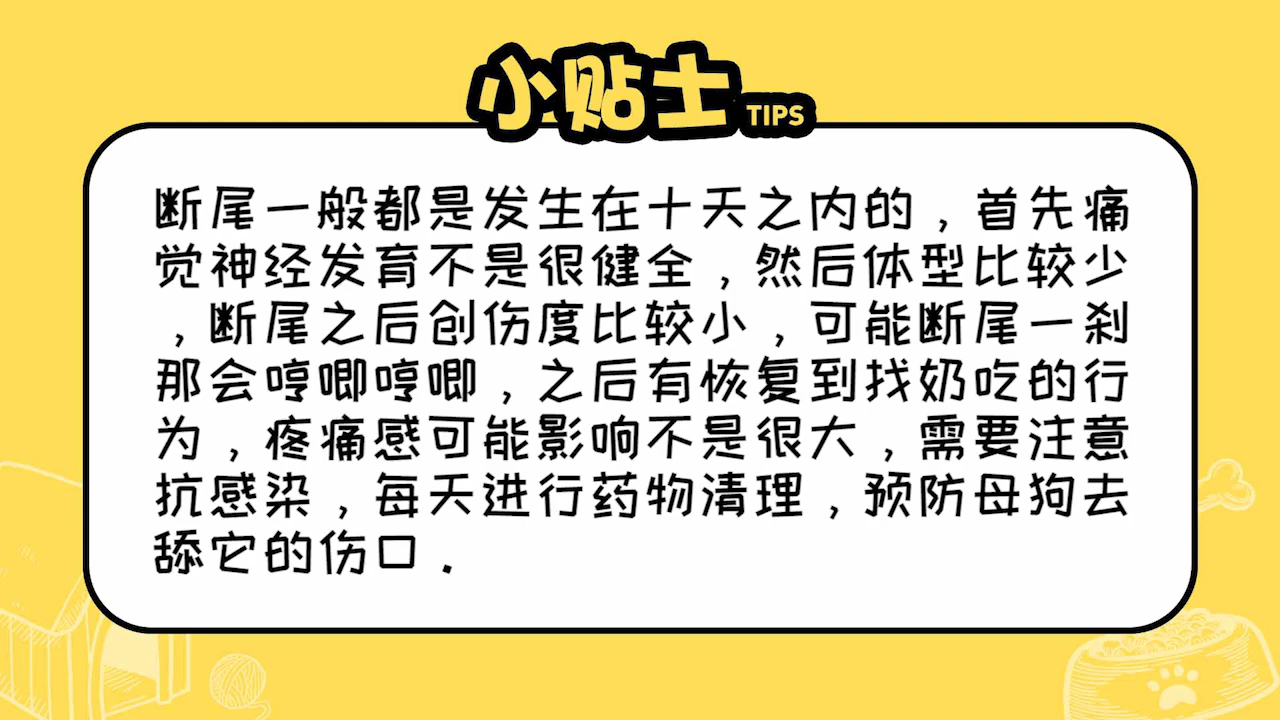 小贴士 TIPS
断尾一般都是发生在十天之内的，首先痛
觉神经发育不是很健全，然后体型比较少
，断尾之后创伤度比较小，可能断尾一刹
那会哼唧哼唧，之后有恢复到找奶吃的行
为，疼痛感可能影响不是很大，需要注意
抗感染，每天进行药物清理，预防母狗去
舔它的伤口．